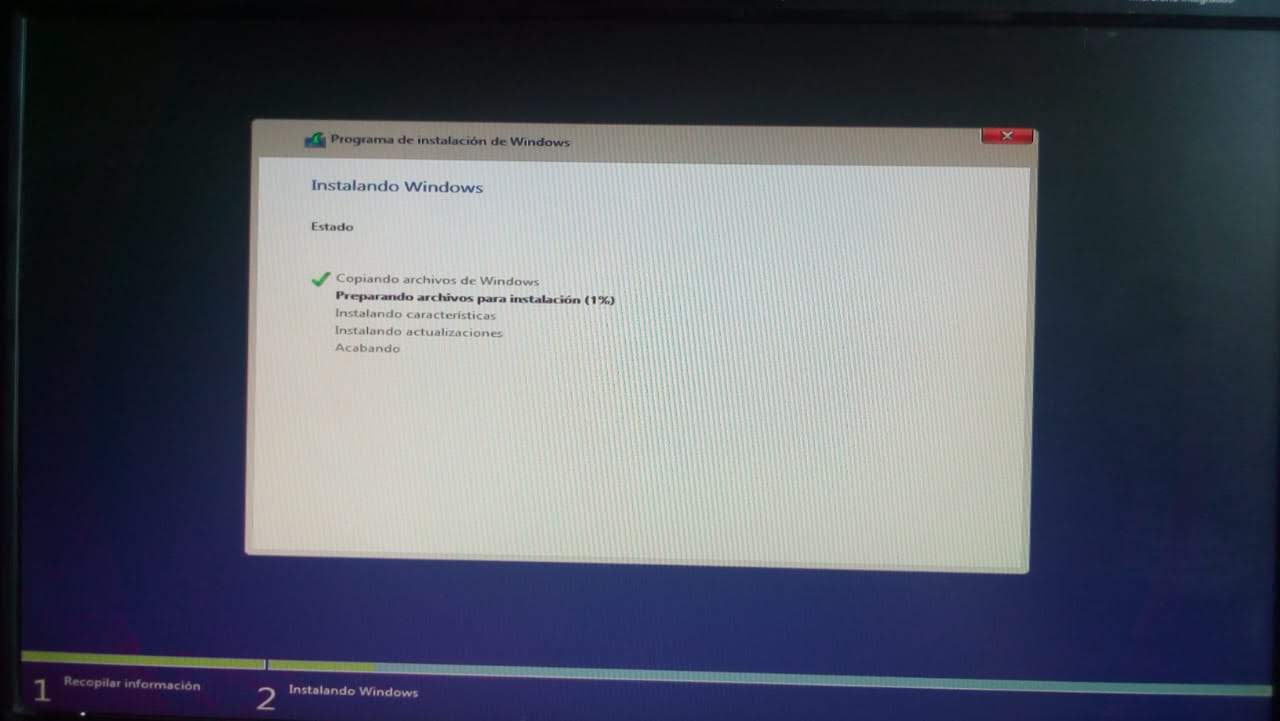 Programa de instalación de Windows
Instalando Windows
Estado
Copiando archivos de Windows
Preparando archivos para instalación (1%)
Instalando características
Instalando actualizaciones
Acabando
1 Recopilar información
2 Instalando Windows